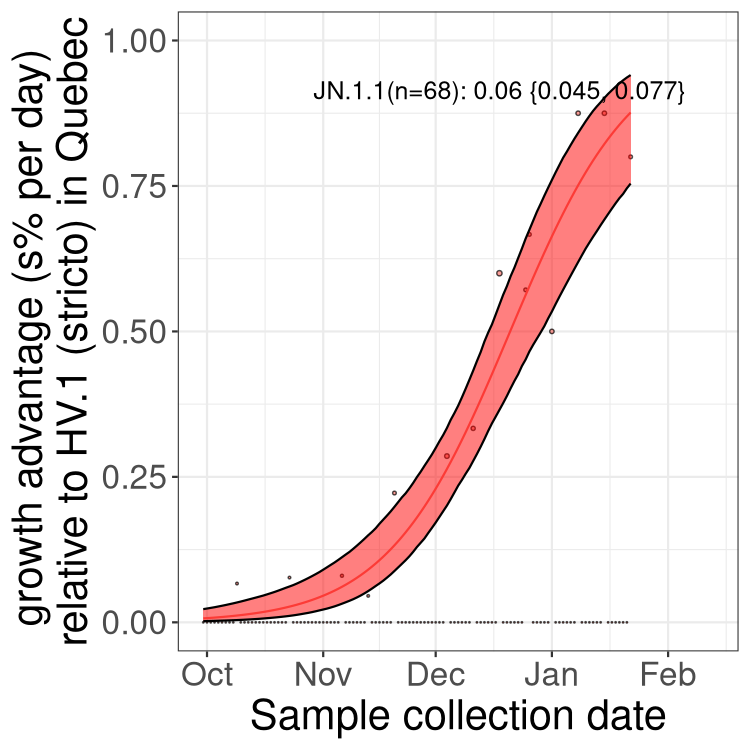 growth advantage (s% per day)
relative to HV.1 (stricto) in Quebec
1.00
0.75
0.50
0.25
0.00
JN.1.1(n=68): 0.06 {0.045, 0.077}
Oct Nov Dec Jan Feb
Sample collection date